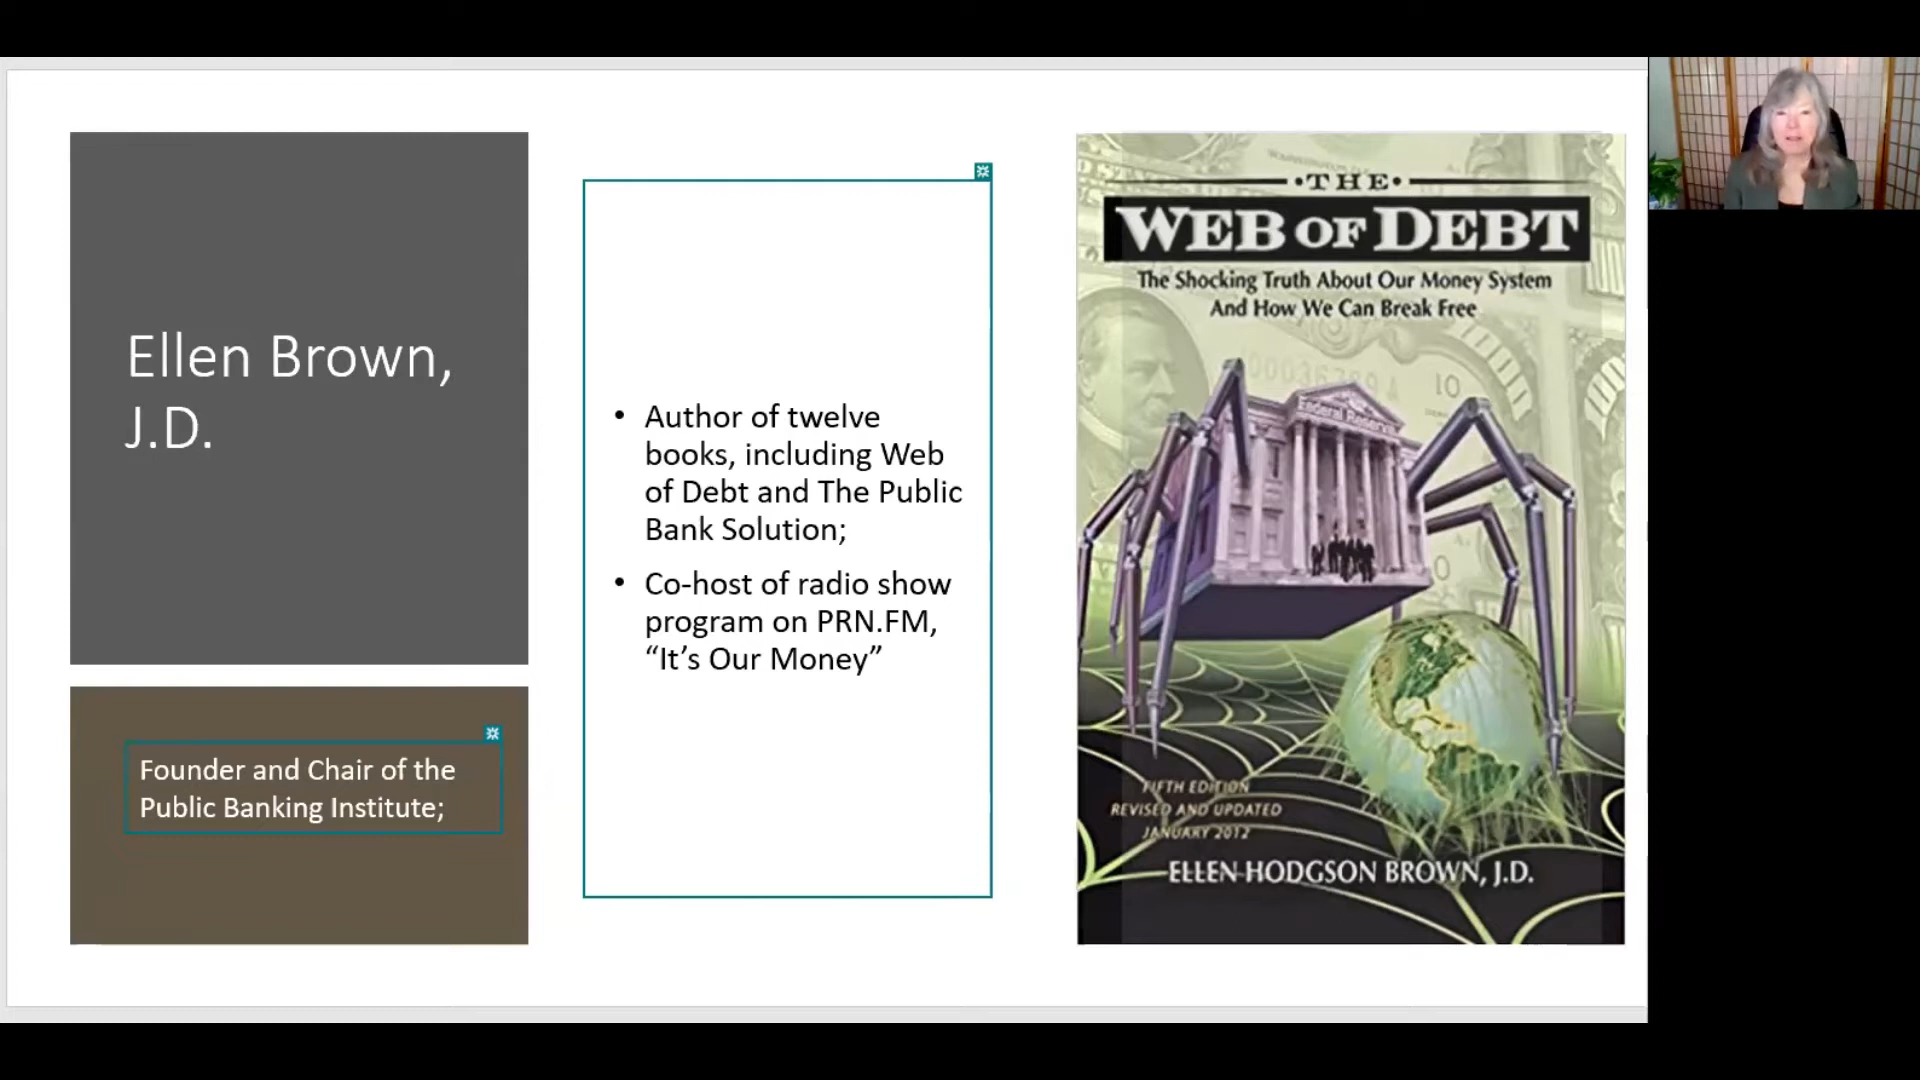 Ellen Brown,
J.D.
Founder and Chair of the
Public Banking Institute;
• Author of twelve
books, including Web
of Debt and The Public
Bank Solution;
• Co-host of radio show
program on PRN.FM,
“It’s Our Money”
•THE•
WEB OF DEBT
The Shocking Truth About Our Money System
And How We Can Break Free
Federal Reserve
10
FIFTH EDITION
REVISED AND UPDATED
JANUARY 2012
ELLEN HODGSON BROWN, J.D.